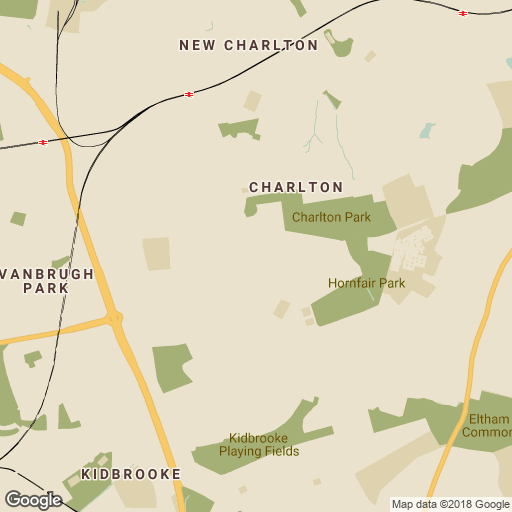 NEW CHARLTON
CHARLTON
Charlton Park
VANBRUGH
PARK
Hornfair Park
Eltham
Common
Kidbrooke
Playing Fields
KIDBROOKE
Google
Map data ©2018 Google